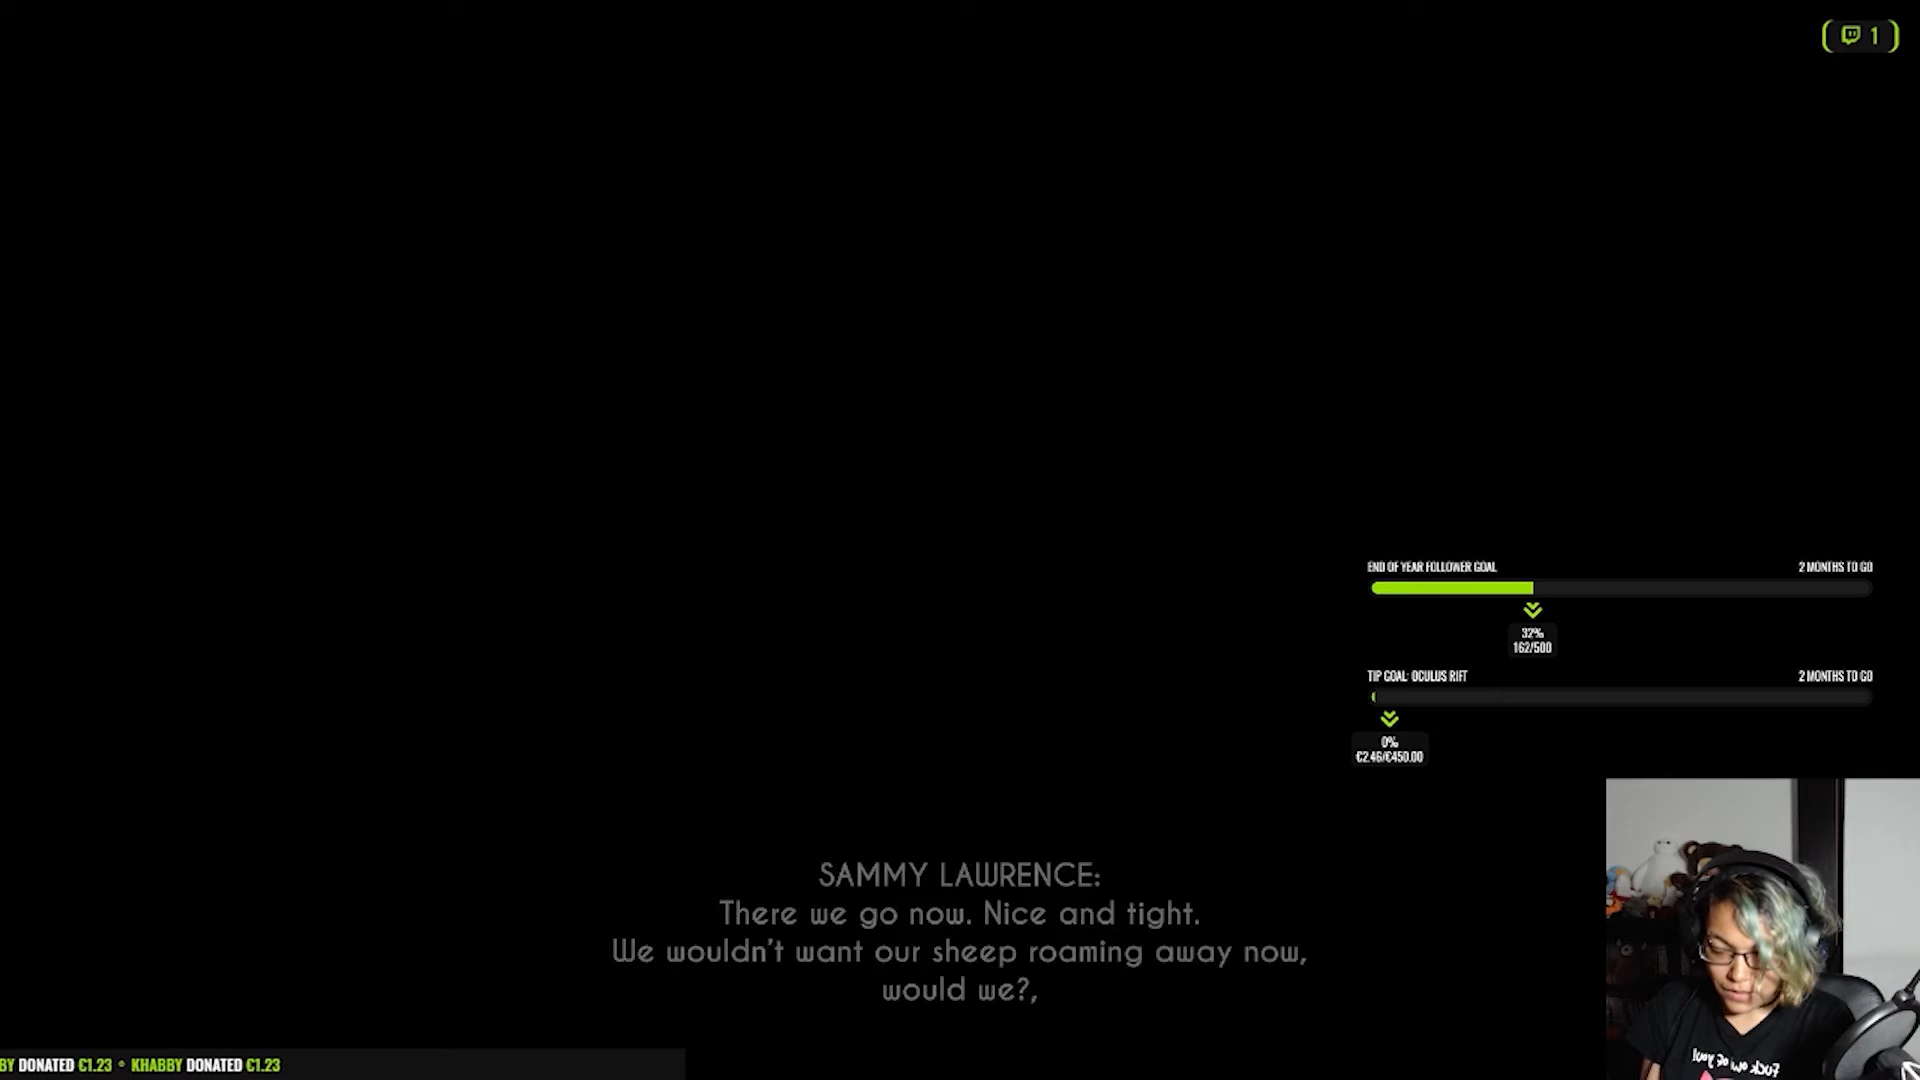 1
END OF YEAR FOLLOWER GOAL 2 MONTHS TO GO
32%
162/500
TIP GOAL: OCULUS RIFT 2 MONTHS TO GO
0%
€2.46/€450.00
SAMMY LAWRENCE:
There we go now. Nice and tight.
We wouldn't want our sheep roaming away now,
would we?,
BY DONATED €1.23 • KHABBY DONATED €1.23